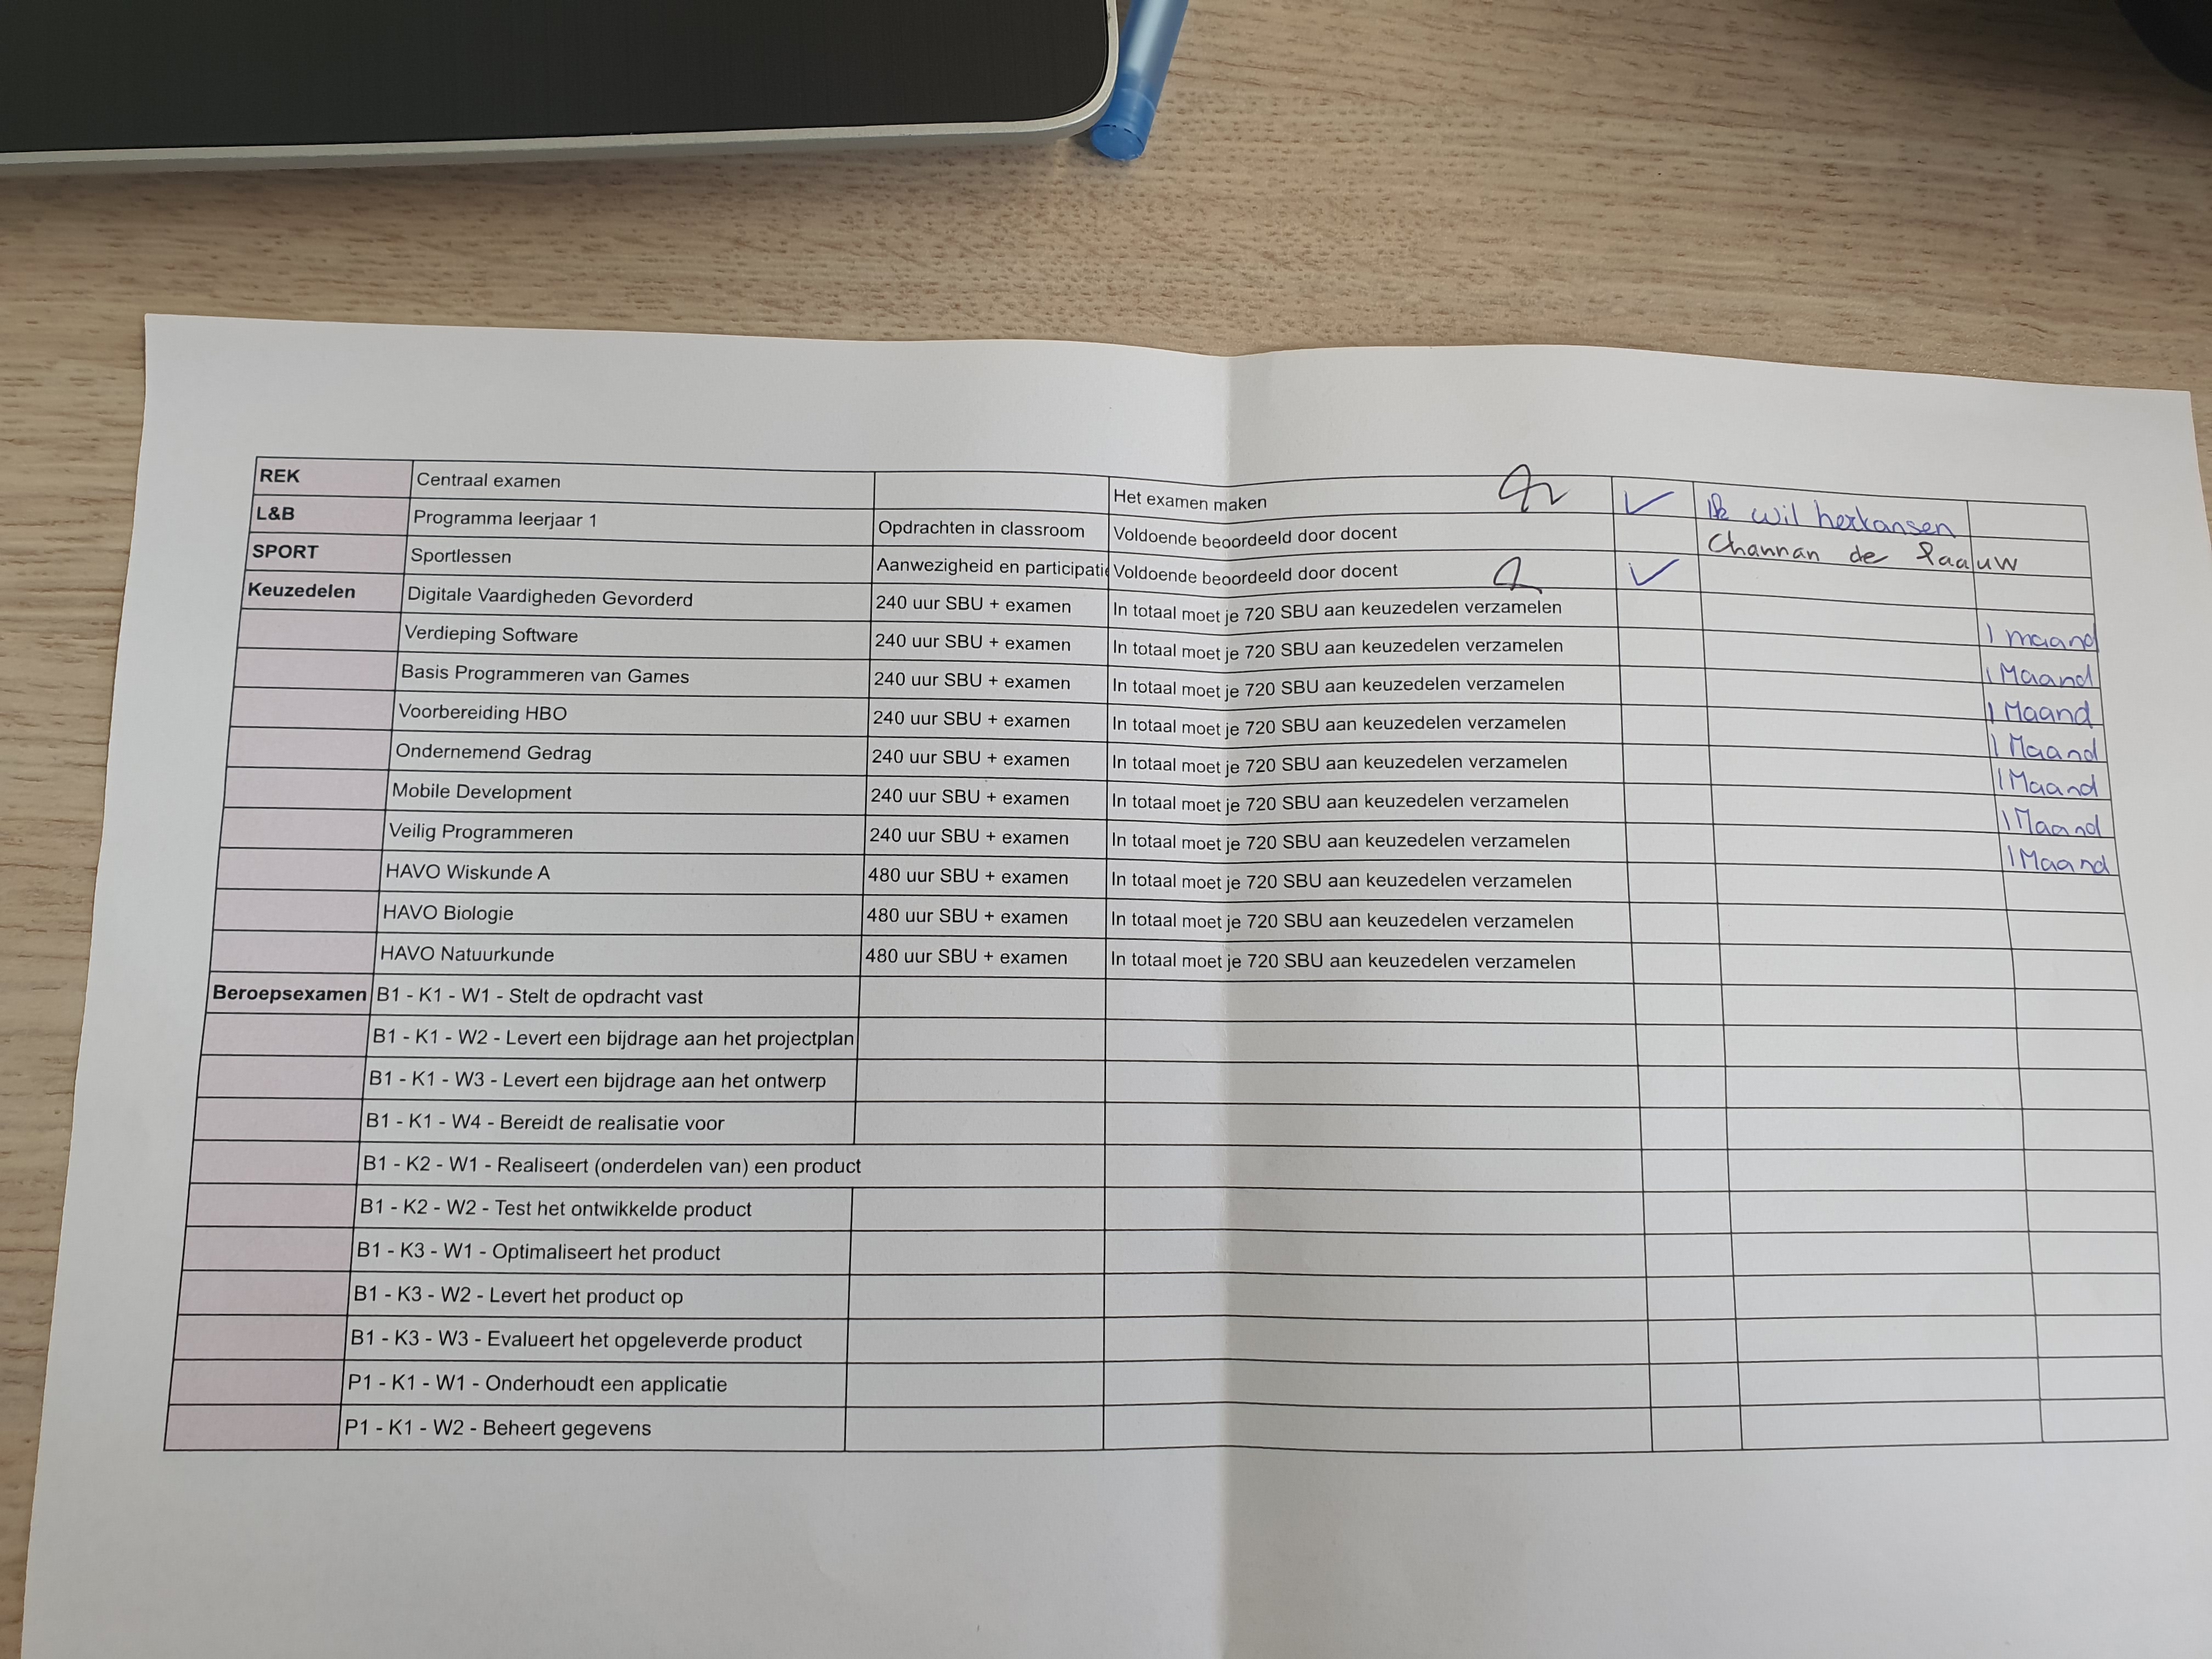 REK Centraal examen Het examen maken ✓ Ik wil herkansen
L&B Programma leerjaar 1 Opdrachten in classroom Voldoende beoordeeld door docent Channan de
SPORT Sportlessen Aanwezigheid en participatie Voldoende beoordeeld door docent ✓
Keuzedelen Digitale Vaardigheden Gevorderd 240 uur SBU + examen In totaal moet je 720 SBU aan keuzedelen verzamelen 1 maand
Verdieping Software 240 uur SBU + examen In totaal moet je 720 SBU aan keuzedelen verzamelen 1 Maand
Basis Programmeren van Games 240 uur SBU + examen In totaal moet je 720 SBU aan keuzedelen verzamelen 1 Maand
Voorbereiding HBO 240 uur SBU + examen In totaal moet je 720 SBU aan keuzedelen verzamelen 1 Maand
Ondernemend Gedrag 240 uur SBU + examen In totaal moet je 720 SBU aan keuzedelen verzamelen 1 Maand
Mobile Development 240 uur SBU + examen In totaal moet je 720 SBU aan keuzedelen verzamelen 1 Maand
Veilig Programmeren 240 uur SBU + examen In totaal moet je 720 SBU aan keuzedelen verzamelen 1 Maand
HAVO Wiskunde A 480 uur SBU + examen In totaal moet je 720 SBU aan keuzedelen verzamelen
HAVO Biologie 480 uur SBU + examen In totaal moet je 720 SBU aan keuzedelen verzamelen
HAVO Natuurkunde 480 uur SBU + examen In totaal moet je 720 SBU aan keuzedelen verzamelen
Beroepsexamen B1 - K1 - W1 - Stelt de opdracht vast
B1 - K1 - W2 - Levert een bijdrage aan het projectplan
B1 - K1 - W3 - Levert een bijdrage aan het ontwerp
B1 - K1 - W4 - Bereidt de realisatie voor
B1 - K2 - W1 - Realiseert (onderdelen van) een product
B1 - K2 - W2 - Test het ontwikkelde product
B1 - K3 - W1 - Optimaliseert het product
B1 - K3 - W2 - Levert het product op
B1 - K3 - W3 - Evalueert het opgeleverde product
P1 - K1 - W1 - Onderhoudt een applicatie
P1 - K1 - W2 - Beheert gegevens